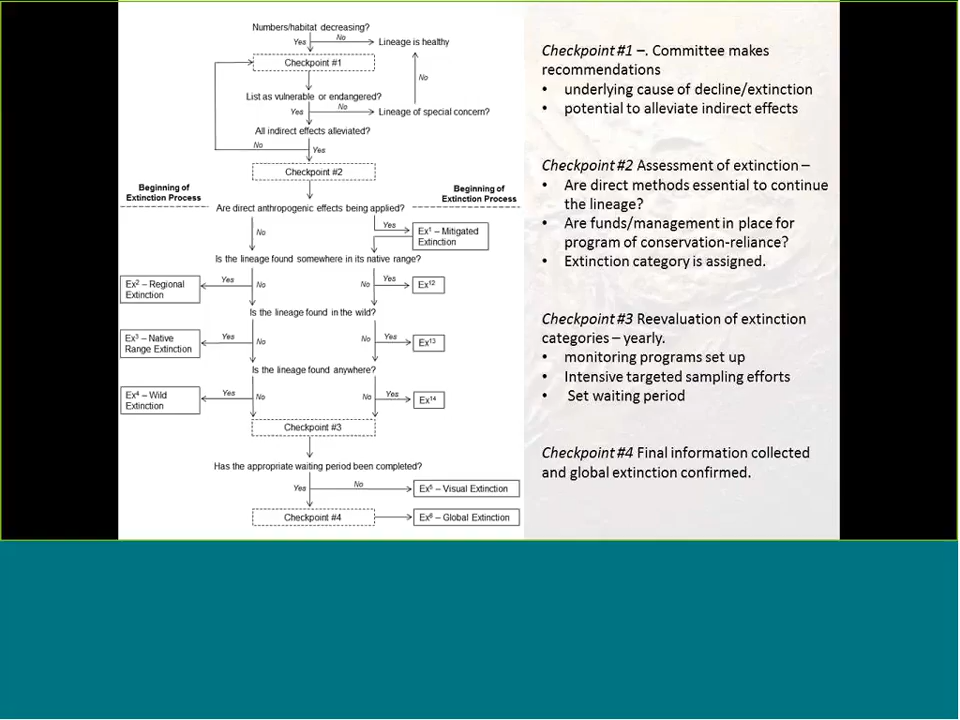 Numbers/habitat decreasing?
Yes
No
Lineage is healthy
Checkpoint #1
No
List as vulnerable or endangered?
Yes
No
Lineage of special concern?
All indirect effects alleviated?
No
Yes
Checkpoint #2
Beginning of
Extinction Process
Beginning of
Extinction Process
Are direct anthropogenic effects being applied?
No
Yes
Ex¹ – Mitigated
Extinction
Is the lineage found somewhere in its native range?
Ex² – Regional
Extinction
Yes
No
No
Yes
Ex¹²
Is the lineage found in the wild?
Ex³ – Native
Range Extinction
Yes
No
No
Yes
Ex¹³
Is the lineage found anywhere?
Ex⁴ – Wild
Extinction
Yes
No
No
Yes
Ex¹⁴
Checkpoint #3
Has the appropriate waiting period been completed?
Yes
No
Ex⁵ – Visual Extinction
Checkpoint #4
Ex⁶ – Global Extinction
Checkpoint #1 –. Committee makes
recommendations
• underlying cause of decline/extinction
• potential to alleviate indirect effects
Checkpoint #2 Assessment of extinction –
• Are direct methods essential to continue
the lineage?
• Are funds/management in place for
program of conservation-reliance?
• Extinction category is assigned.
Checkpoint #3 Reevaluation of extinction
categories – yearly.
• monitoring programs set up
• Intensive targeted sampling efforts
• Set waiting period
Checkpoint #4 Final information collected
and global extinction confirmed.